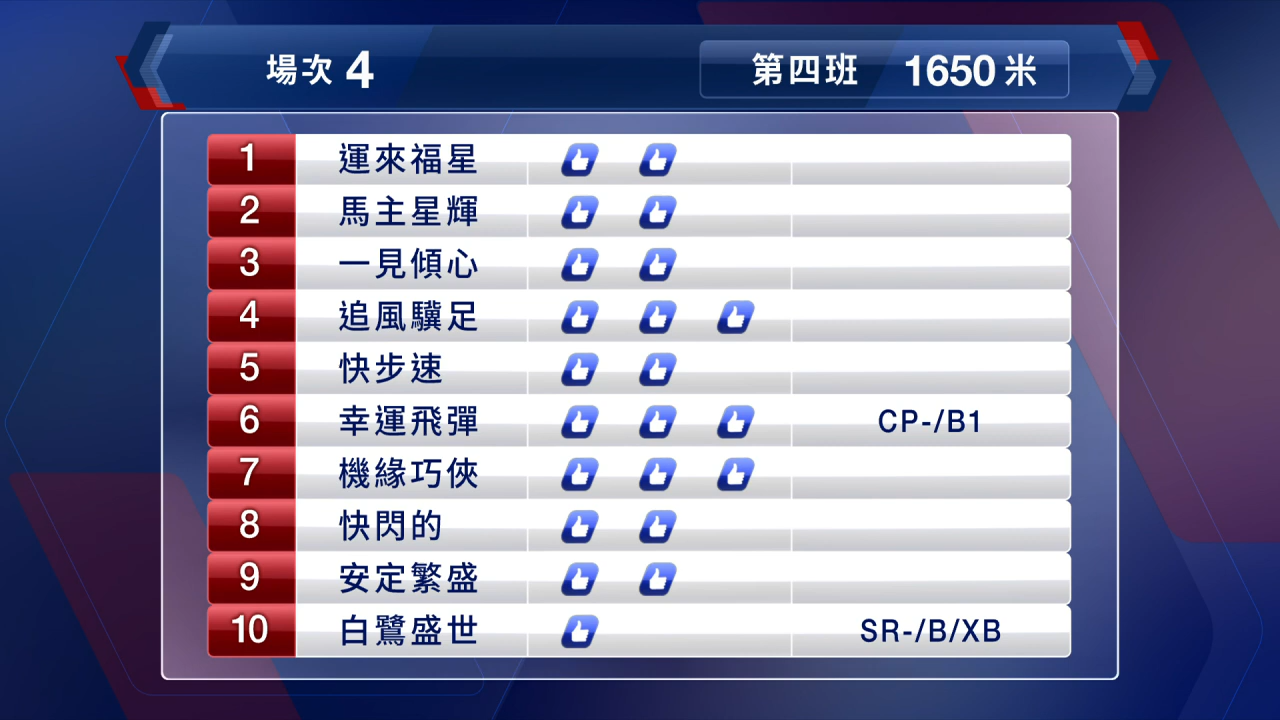 場次 4
第四班 1650 米
1 運來福星
2 馬主星輝
3 一見傾心
4 追風驥足
5 快步速
6 幸運飛彈 CP-/B1
7 機緣巧俠
8 快閃的
9 安定繁盛
10 白鷺盛世 SR-/B/XB